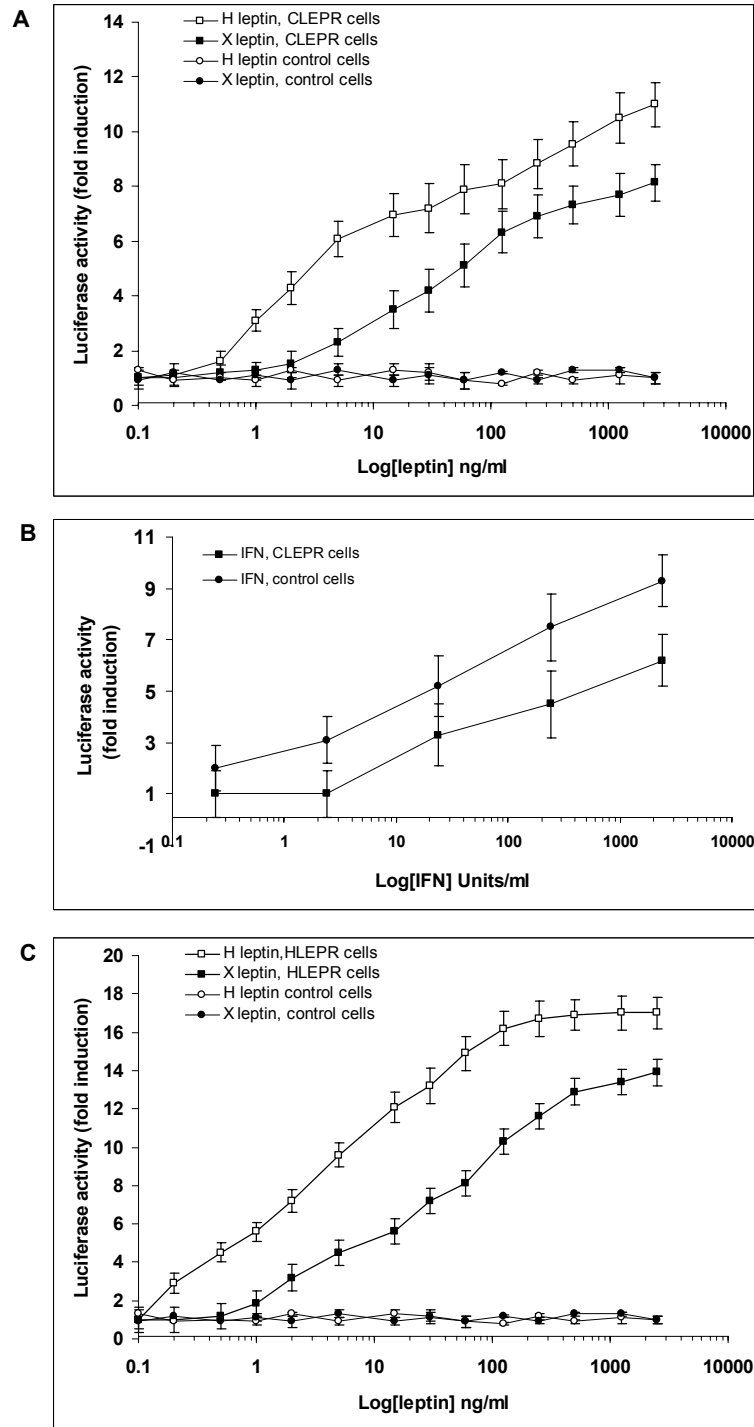 A
H leptin, CLEPR cells
X leptin, CLEPR cells
H leptin control cells
X leptin, control cells
Luciferase activity (fold induction)
14
12
10
8
6
4
2
0
0.1 1 10 100 1000 10000
Log[leptin] ng/ml
B
IFN, CLEPR cells
IFN, control cells
Luciferase activity
(fold induction)
11
9
7
5
3
1
-1
0.1 1 10 100 1000 10000
Log[IFN] Units/ml
C
H leptin,HLEPR cells
X leptin, HLEPR cells
H leptin control cells
X leptin, control cells
Luciferase activity (fold induction)
20
18
16
14
12
10
8
6
4
2
0
0.1 1 10 100 1000 10000
Log[leptin] ng/ml